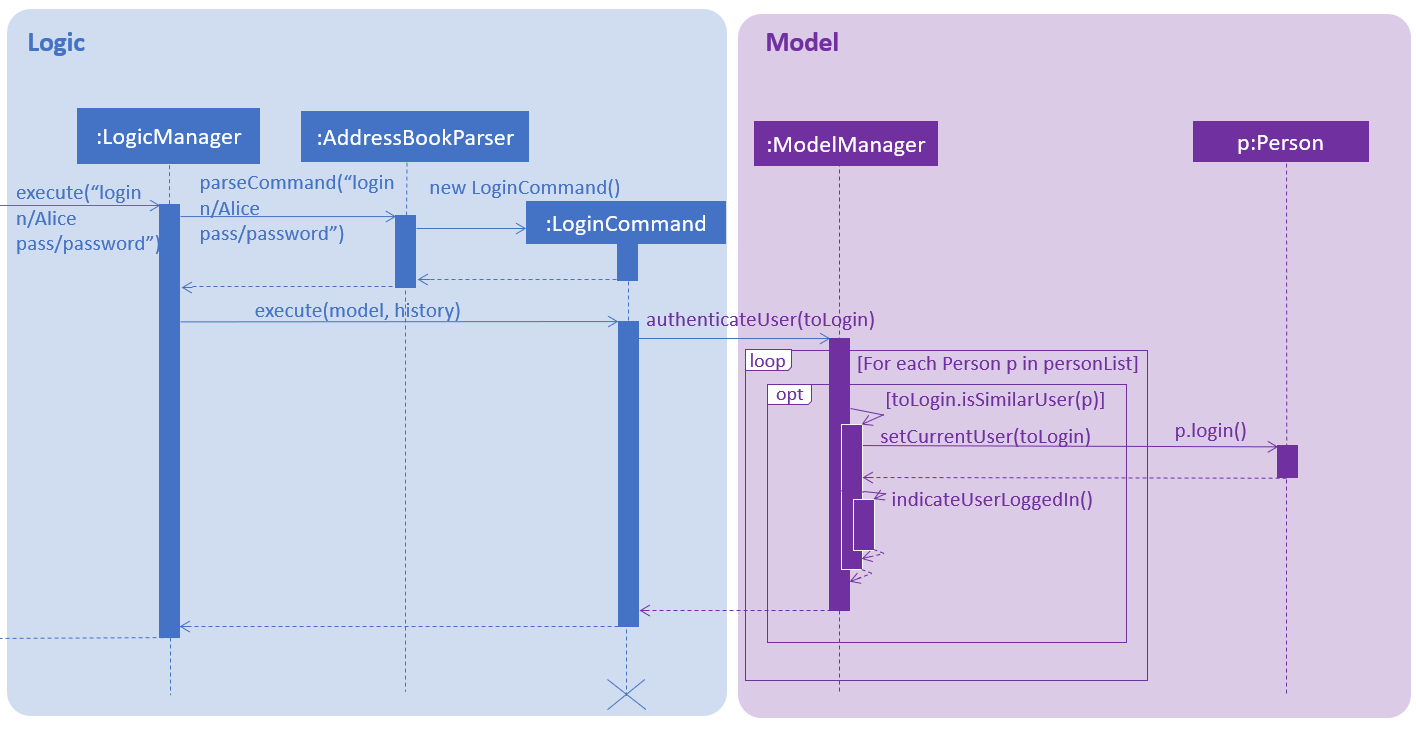 Logic
Model
:LogicManager
:AddressBookParser
:ModelManager
p:Person
execute(“login
n/Alice
pass/password”)
parseCommand(“login
n/Alice
pass/password”)
new LoginCommand()
:LoginCommand
execute(model, history)
authenticateUser(toLogin)
loop
[For each Person p in personList]
opt
[toLogin.isSimilarUser(p)]
setCurrentUser(toLogin)
p.login()
indicateUserLoggedIn()